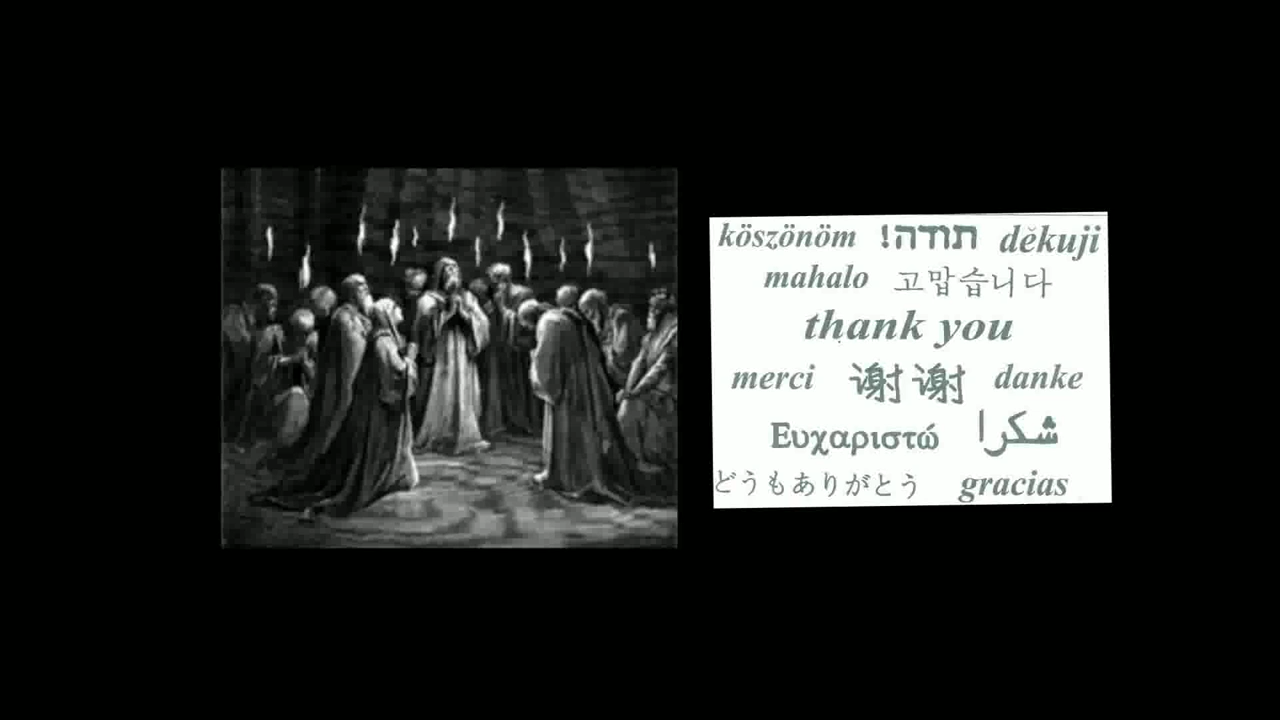 köszönöm תודה! děkuji
mahalo 고맙습니다
thank you
merci 谢谢 danke
Ευχαριστώ شكرا
どうもありがとう gracias